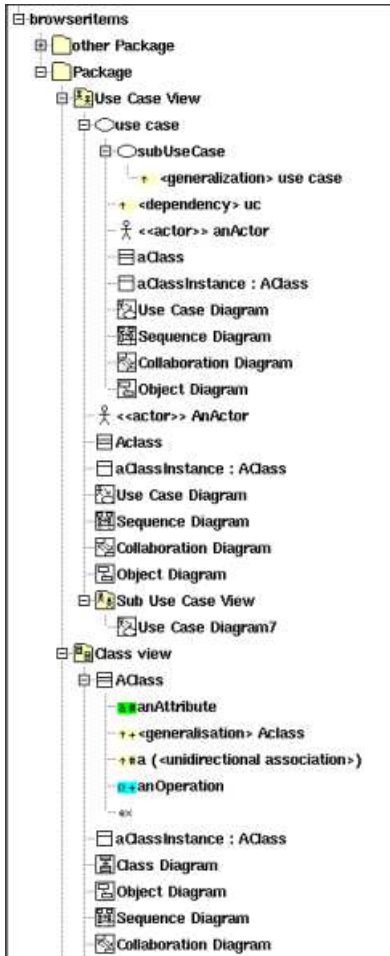 browseritems
other Package
Package
Use Case View
use case
subUseCase
<generalization> use case
<dependency> uc
<<actor>> anActor
aClass
aClassInstance : AClass
Use Case Diagram
Sequence Diagram
Collaboration Diagram
Object Diagram
<<actor>> AnActor
Aclass
aClassInstance : AClass
Use Case Diagram
Sequence Diagram
Collaboration Diagram
Object Diagram
Sub Use Case View
Use Case Diagram7
Class view
AClass
anAttribute
+<generalisation> Aclass
#a (<unidirectional association>)
anOperation
ex
aClassInstance : AClass
Class Diagram
Object Diagram
Sequence Diagram
Collaboration Diagram